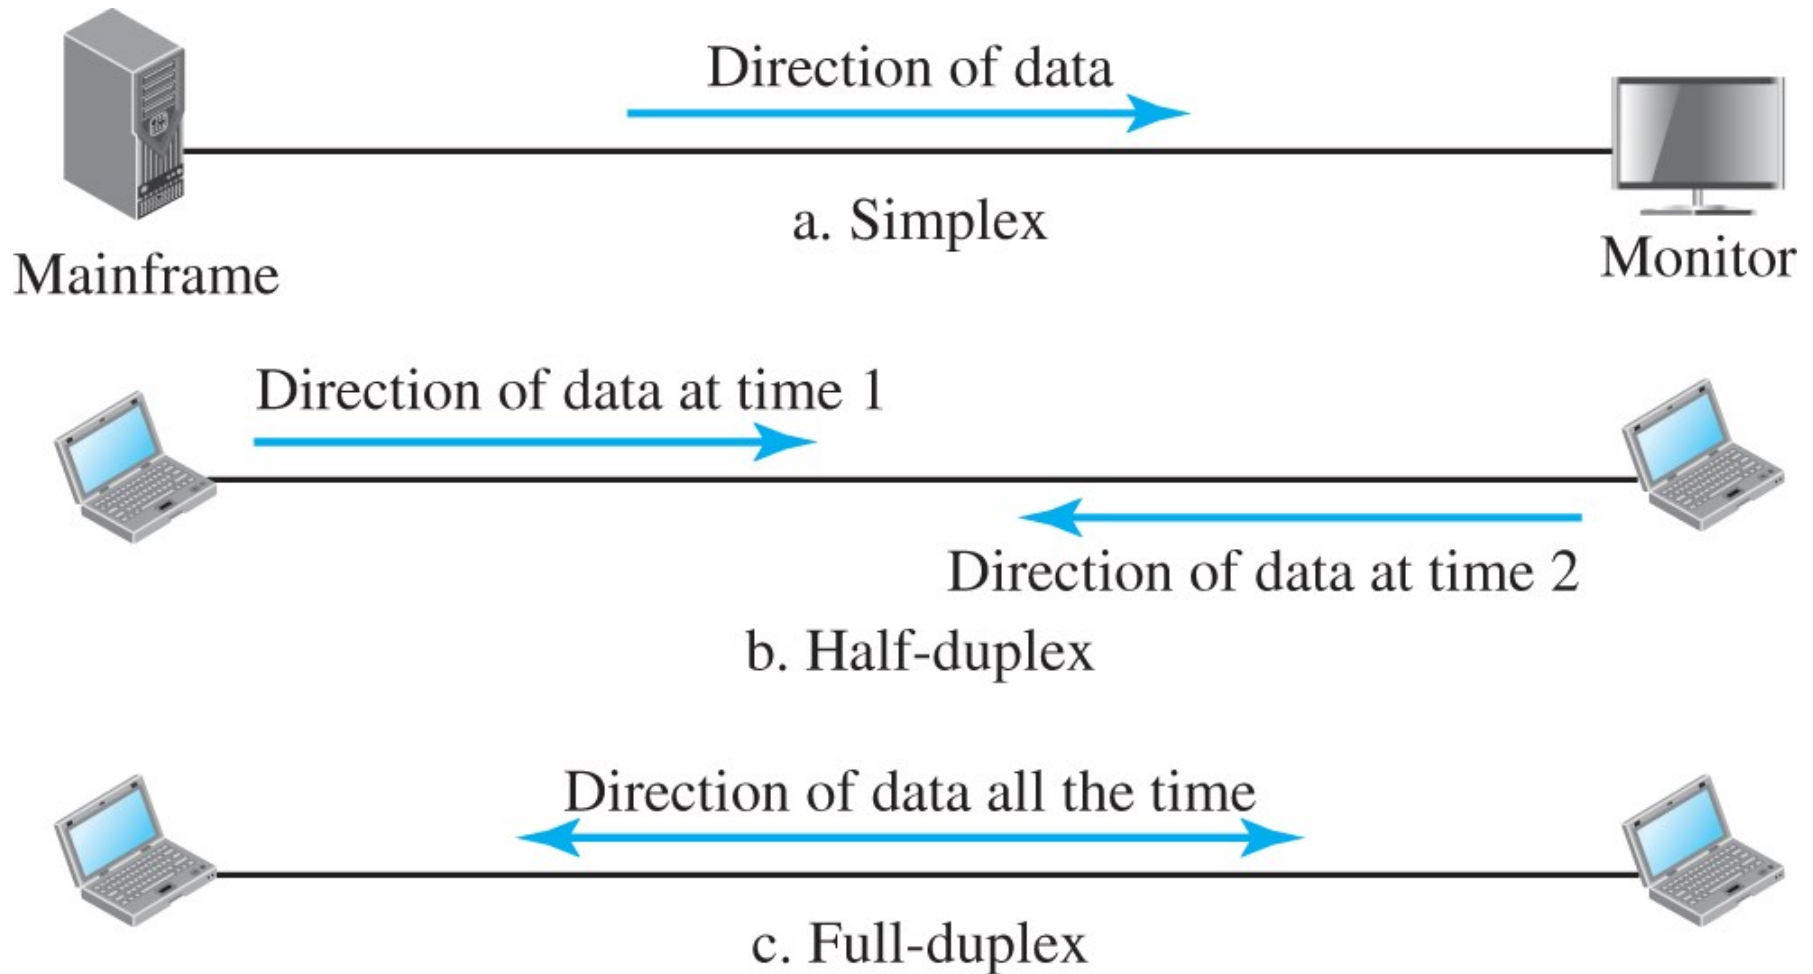 Direction of data
a. Simplex
Mainframe
Monitor
Direction of data at time 1
Direction of data at time 2
b. Half-duplex
Direction of data all the time
c. Full-duplex